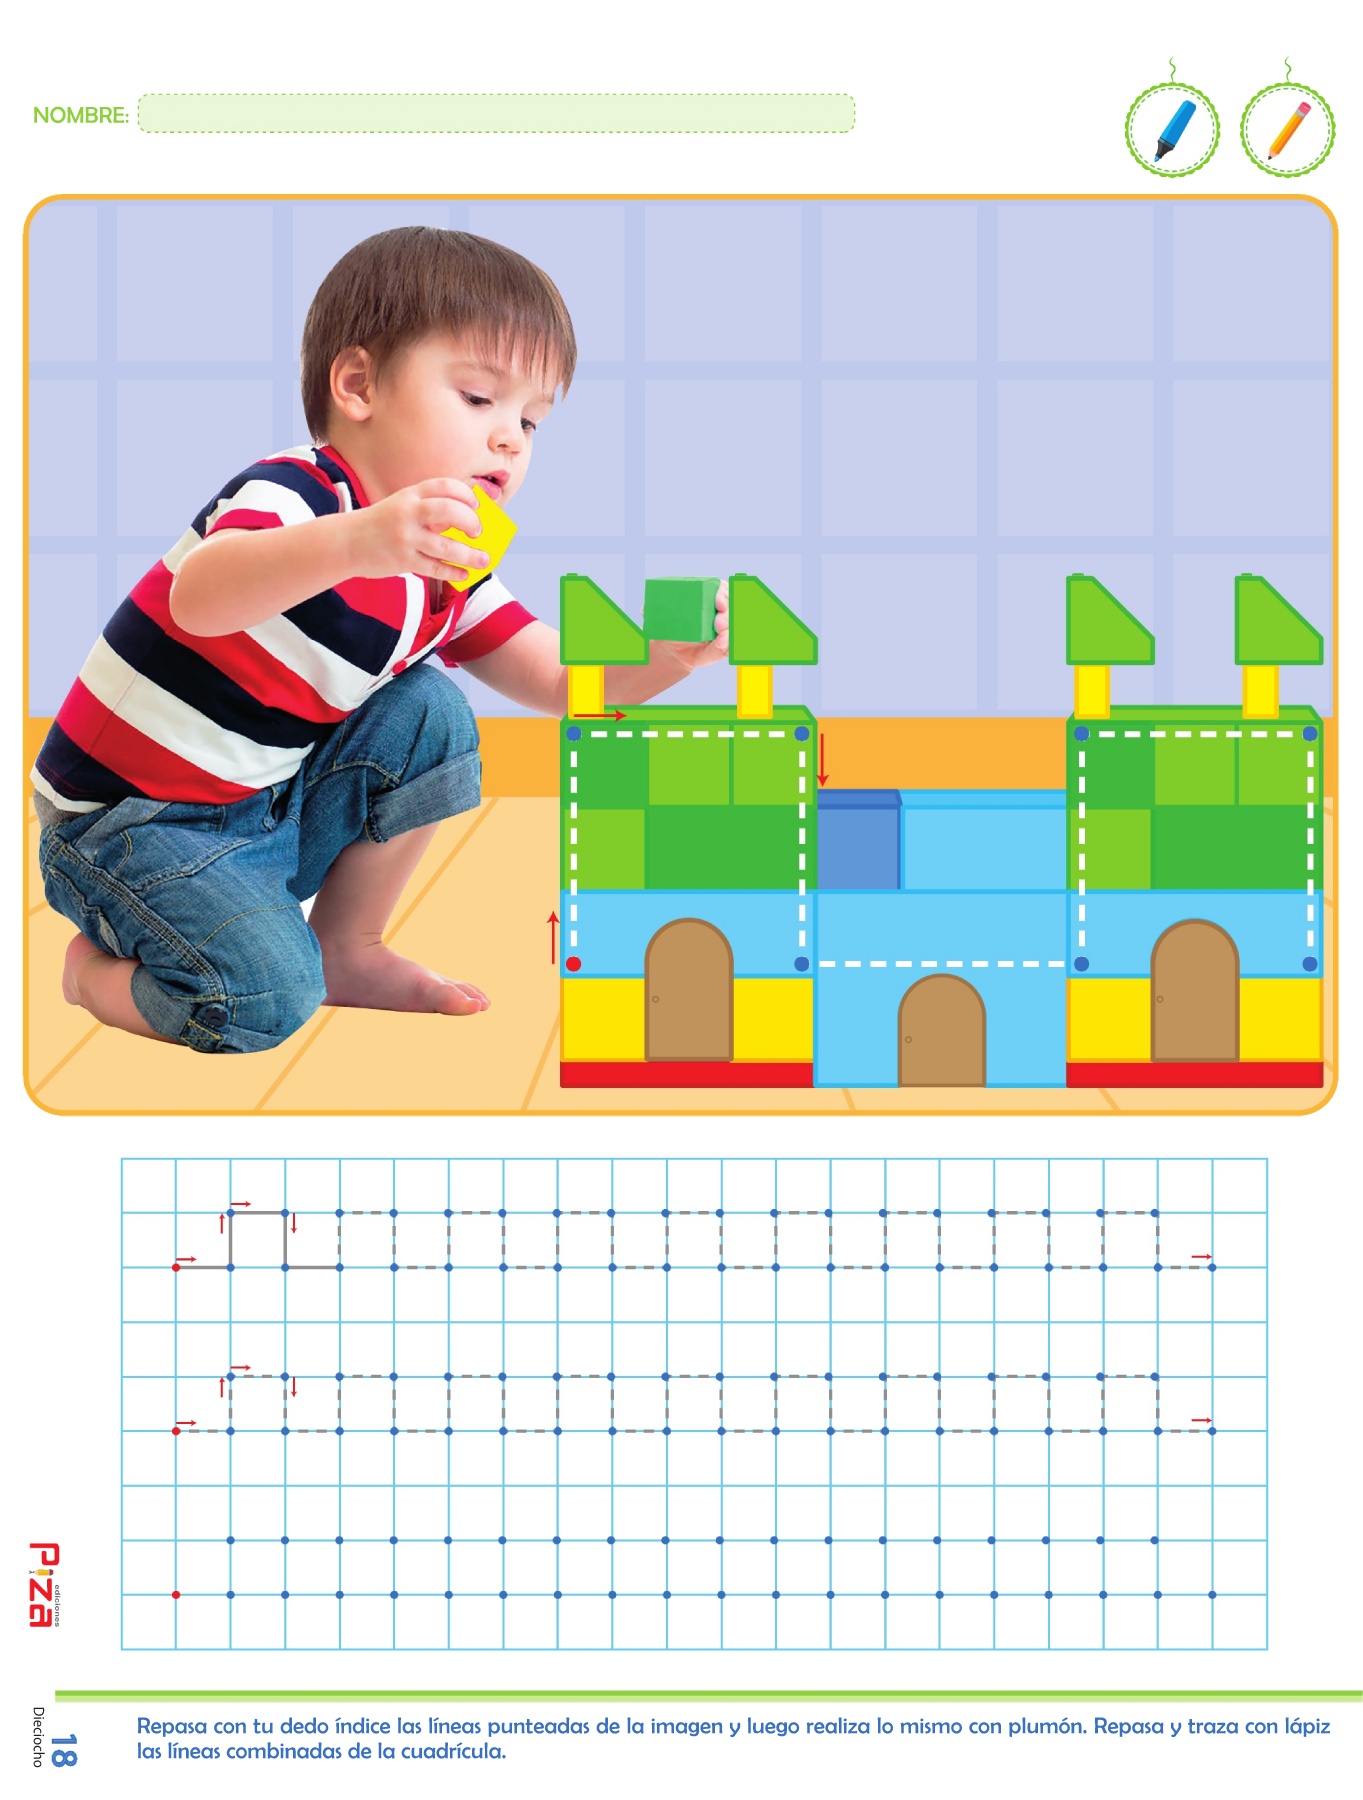 NOMBRE:
Piza
ediciones
Dieciocho
18
Repasa con tu dedo índice las líneas punteadas de la imagen y luego realiza lo mismo con plumón. Repasa y traza con lápiz
las líneas combinadas de la cuadrícula.